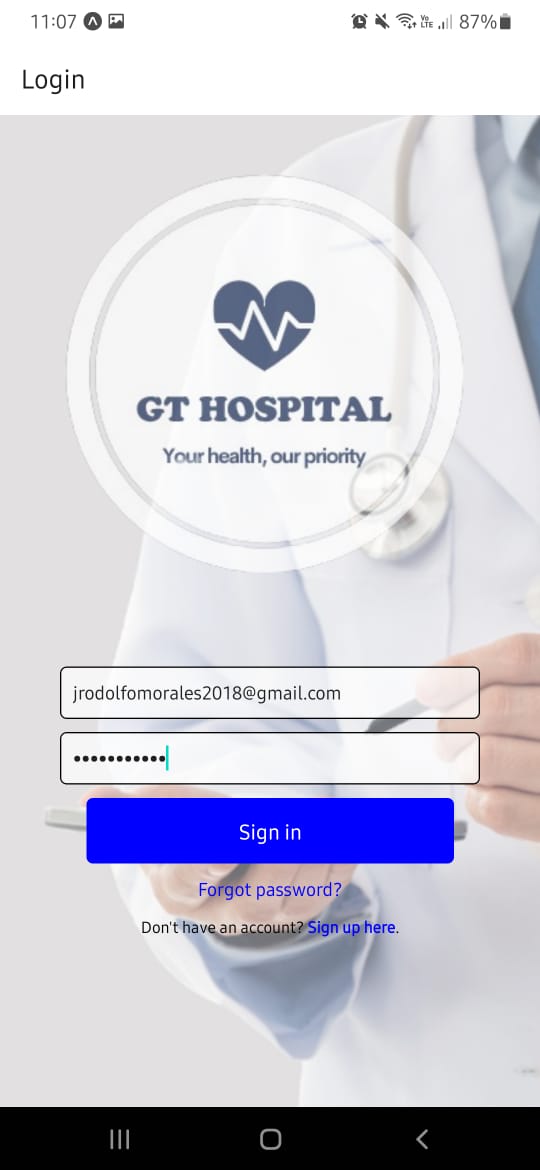 11:07 Vo LTE 87%
Login
GT HOSPITAL
Your health, our priority
jrodolfomorales2018@gmail.com
•••••••••••
Sign in
Forgot password?
Don't have an account? Sign up here.